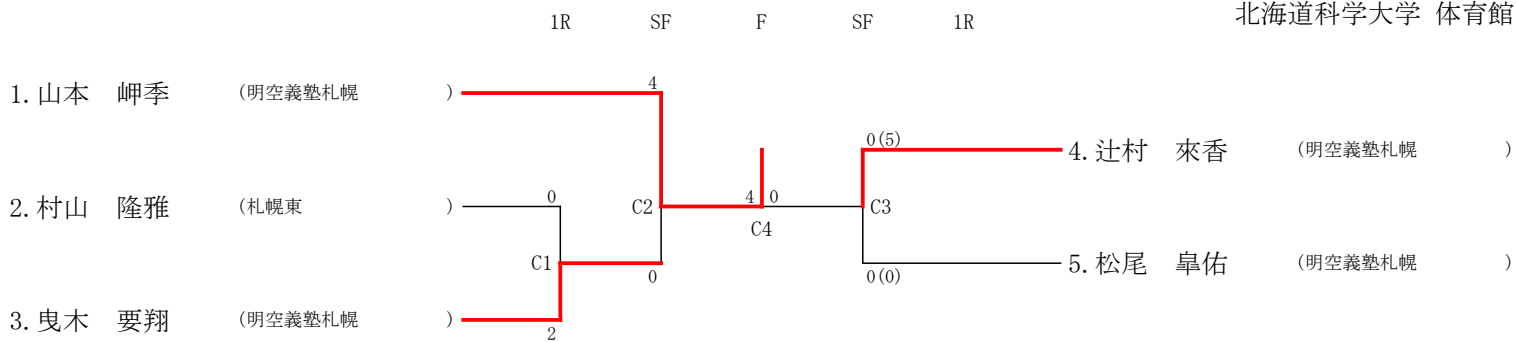 北海道科学大学 体育館
1R SF F SF 1R
1.山本 岬季 (明空義塾札幌 )
4
0(5)
4.辻村 來香 (明空義塾札幌 )
2.村山 隆雅 (札幌東 )
0
C2
4 0
C3
C4
C1
0
0(0)
5.松尾 皐佑 (明空義塾札幌 )
3.曳木 要翔 (明空義塾札幌 )
2